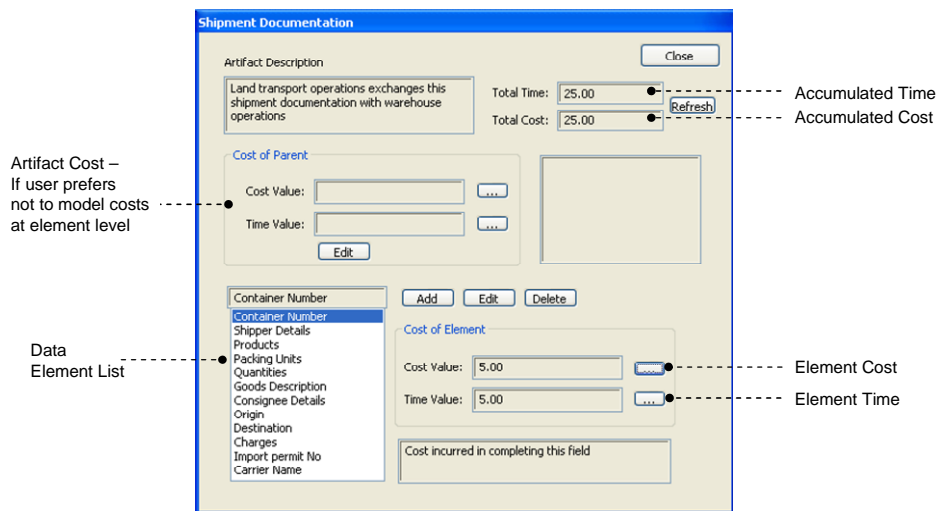 Shipment Documentation
Close
Artifact Description
Land transport operations exchanges this
shipment documentation with warehouse
operations
Total Time: 25.00
Total Cost: 25.00
Refresh
Accumulated Time
Accumulated Cost
Artifact Cost –
If user prefers
not to model costs
at element level
Cost of Parent
Cost Value: ...
Time Value: ...
Edit
Container Number
Add Edit Delete
Container Number
Shipper Details
Products
Packing Units
Quantities
Goods Description
Consignee Details
Origin
Destination
Charges
Import permit No
Carrier Name
Data
Element List
Cost of Element
Cost Value: 5.00 ...
Time Value: 5.00 ...
Element Cost
Element Time
Cost incurred in completing this field